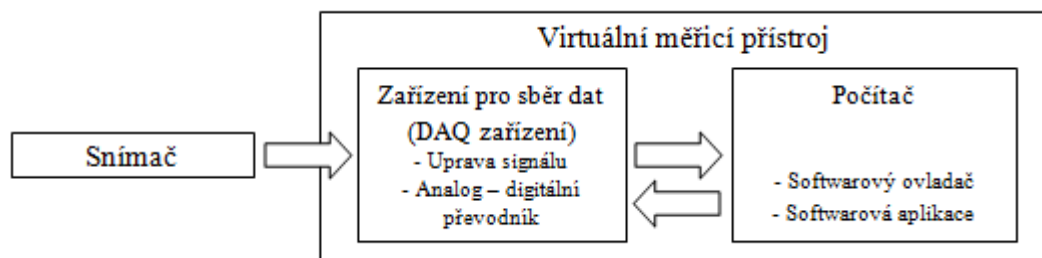 Virtuální měřicí přístroj
Snímač
Zařízení pro sběr dat
(DAQ zařízení)
- Uprava signálu
- Analog – digitální
převodník
Počítač
- Softwarový ovladač
- Softwarová aplikace